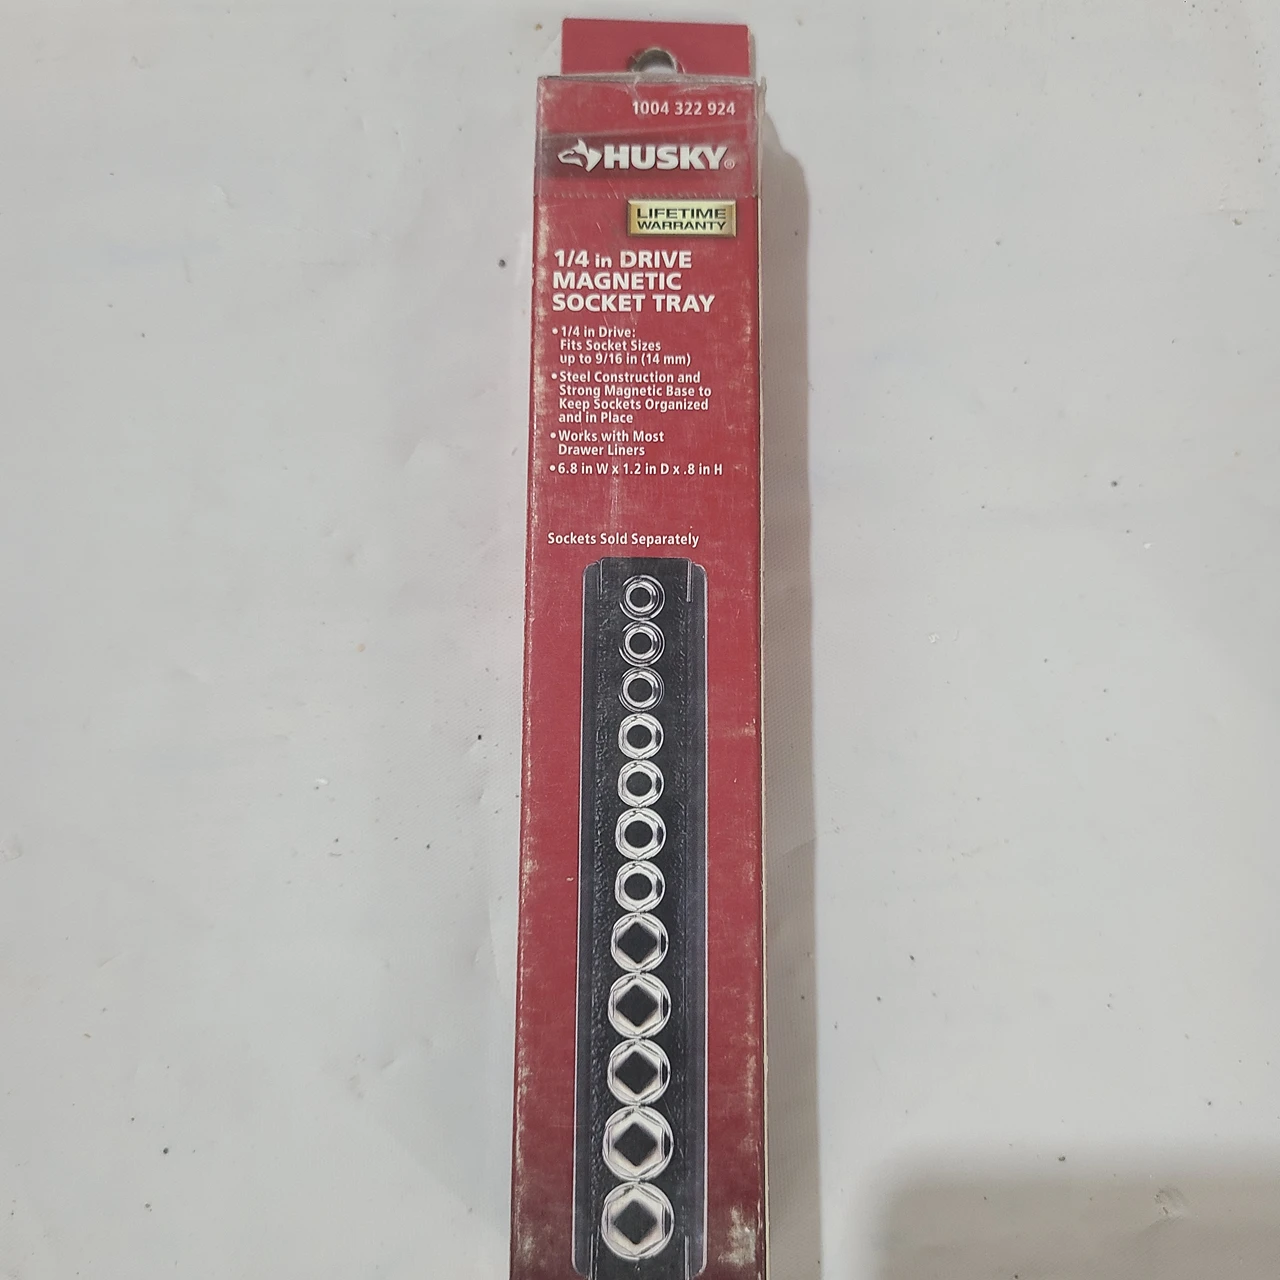 1004 322 924
HUSKY®
LIFETIME
WARRANTY
1/4 in DRIVE
MAGNETIC
SOCKET TRAY
• 1/4 in Drive:
Fits Socket Sizes
up to 9/16 in (14 mm)
• Steel Construction and
Strong Magnetic Base to
Keep Sockets Organized
and in Place
• Works with Most
Drawer Liners
• 6.8 in W x 1.2 in D x .8 in H
Sockets Sold Separately